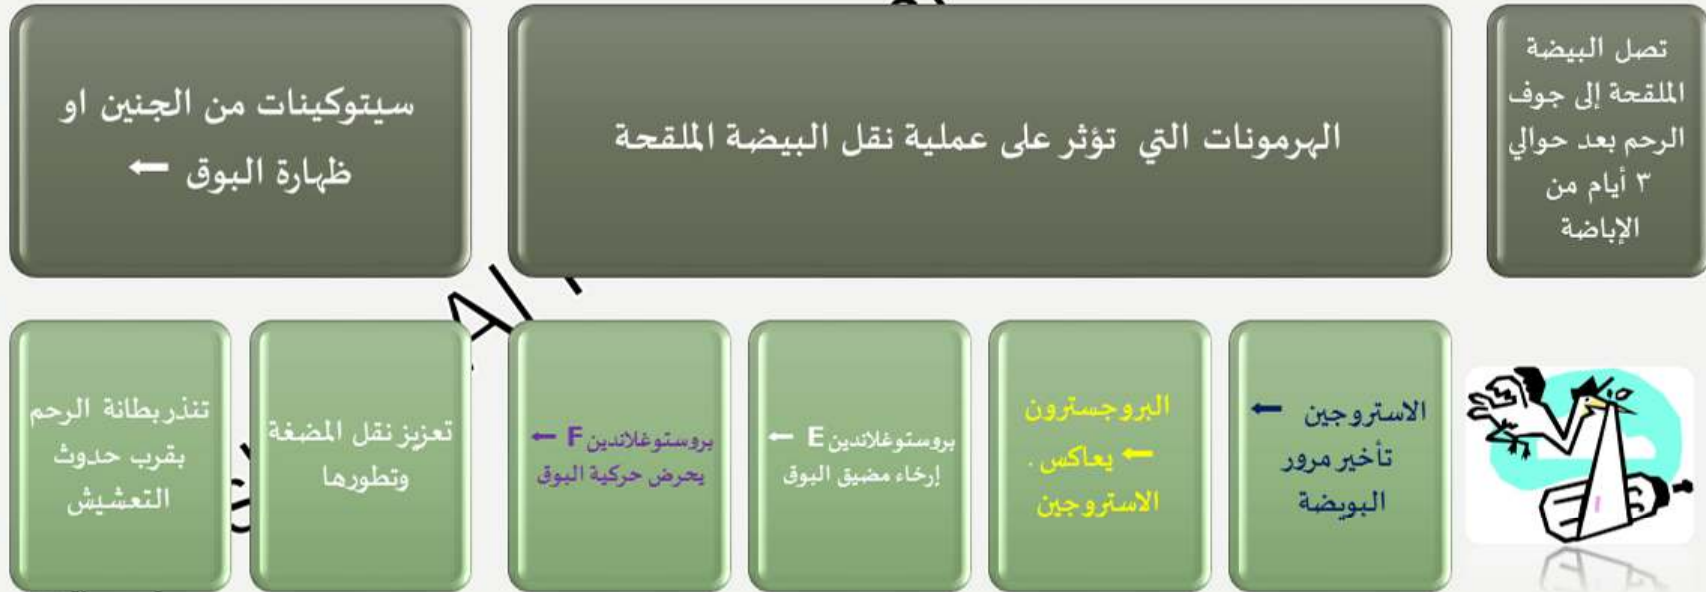 تصل البيضة
الملقحة إلى جوف
الرحم بعد حوالي
٣ أيام من
الإباضة
الهرمونات التي تؤثر على عملية نقل البيضة الملقحة
سيتوكينات من الجنين او
ظهارة البوق ←
الاستروجين ←
تأخير مرور
البويضة
البروجسترون
← يعاكس .
الاستروجين
بروستوغلاندين E ←
إرخاء مضيق البوق
بروستوغلاندين F ←
يحرض حركية البوق
تعزيز نقل المضغة
وتطورها
تنذر بطانة الرحم
بقرب حدوث
التعشيش